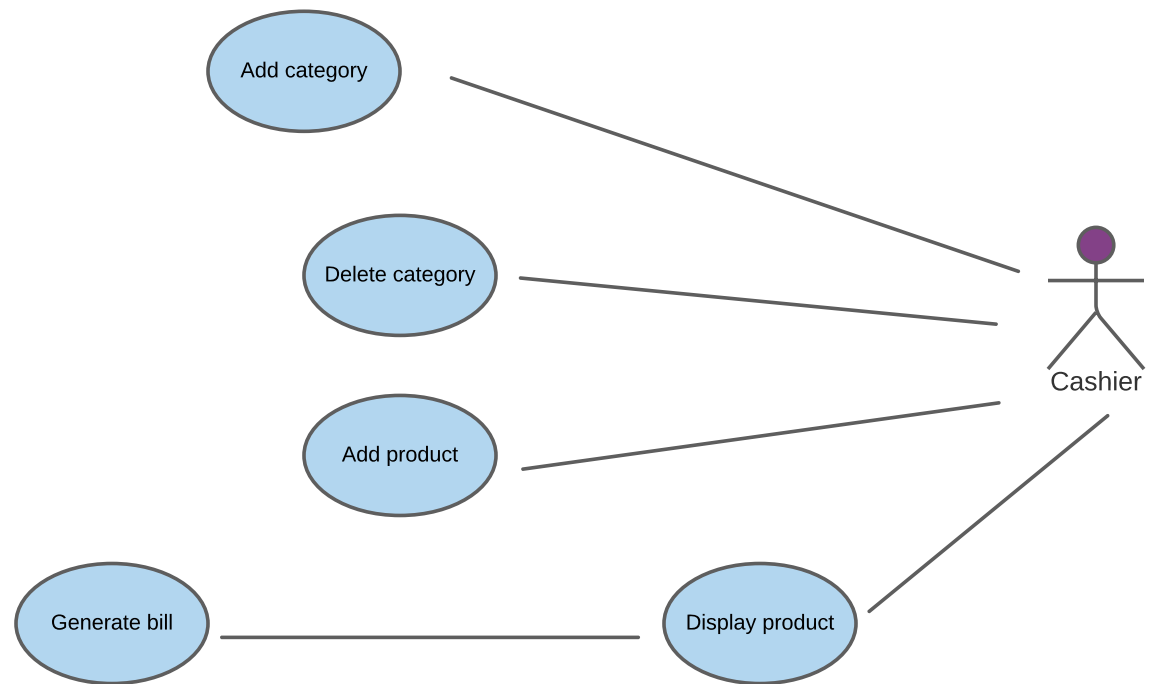 Add category
Delete category
Cashier
Add product
Generate bill
Display product